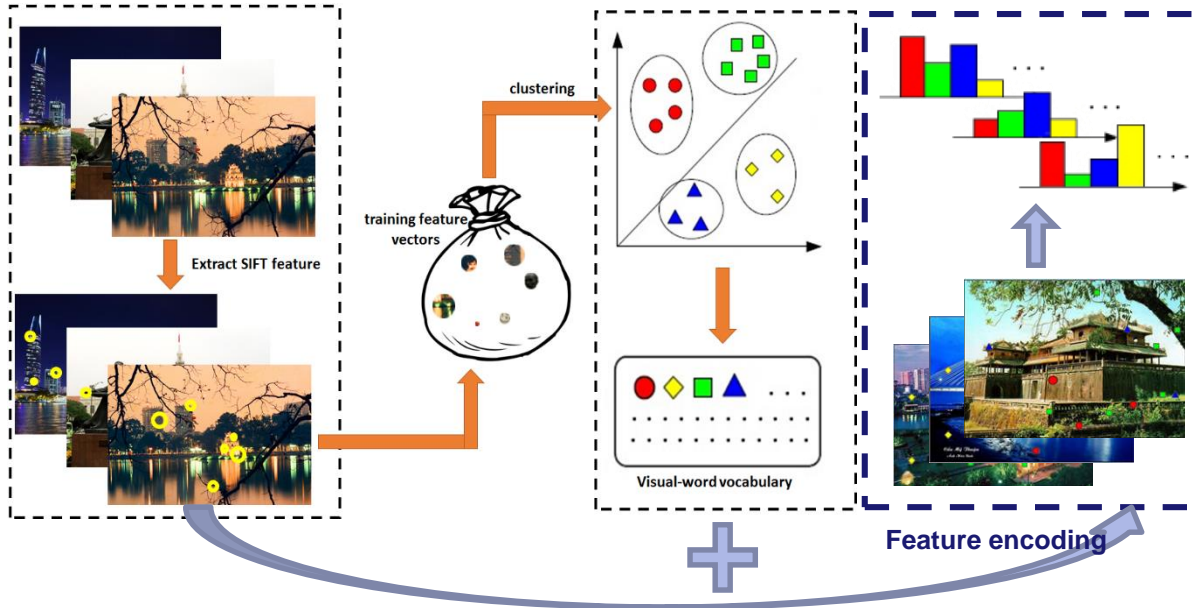 Extract SIFT feature
training feature
vectors
clustering
Visual-word vocabulary
Feature encoding